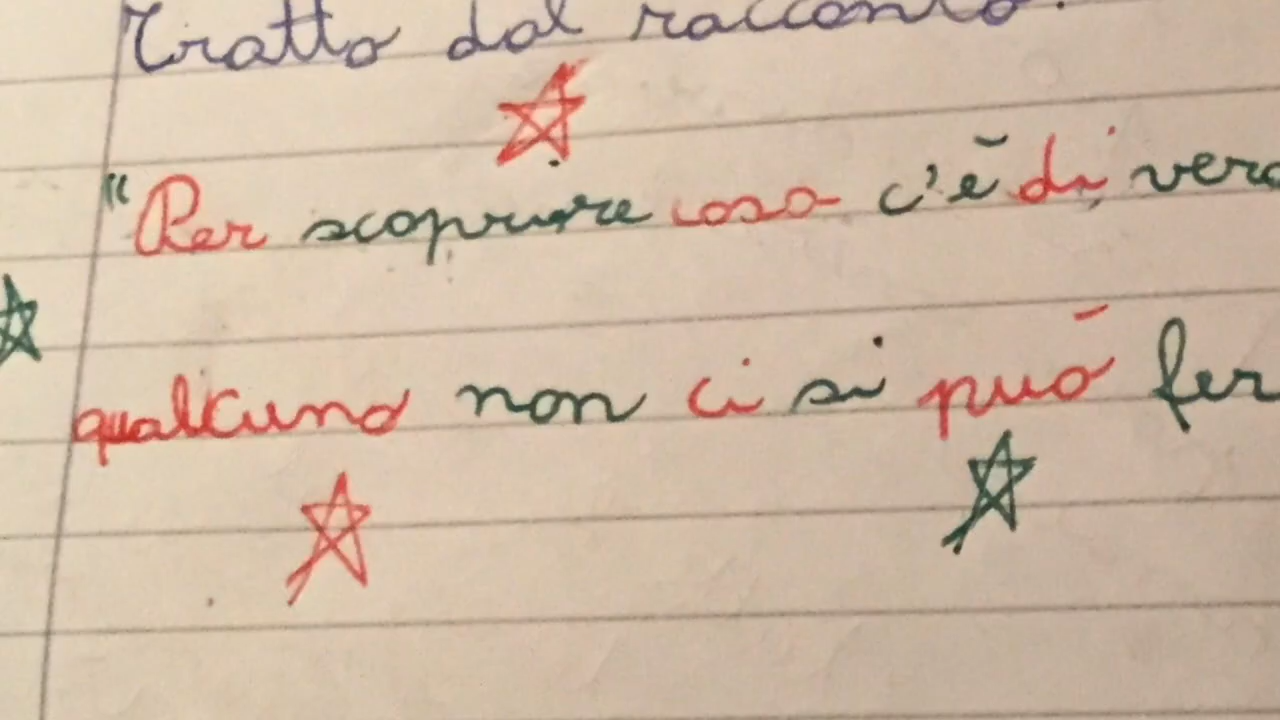 Tratto dal racconto:
"Per scoprire cosa c'è di vero
qualcuno non ci si può fer